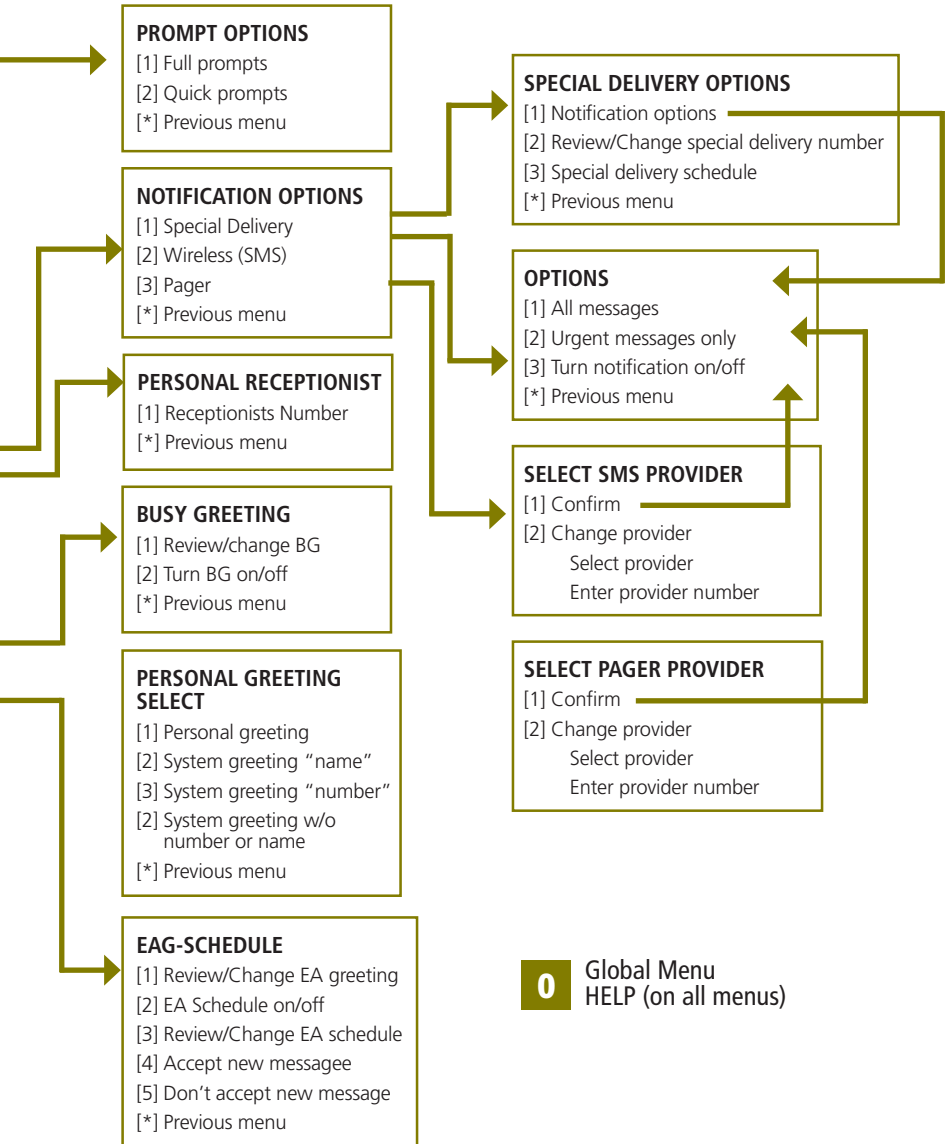 PROMPT OPTIONS
[1] Full prompts
[2] Quick prompts
[*] Previous menu
NOTIFICATION OPTIONS
[1] Special Delivery
[2] Wireless (SMS)
[3] Pager
[*] Previous menu
PERSONAL RECEPTIONIST
[1] Receptionists Number
[*] Previous menu
BUSY GREETING
[1] Review/change BG
[2] Turn BG on/off
[*] Previous menu
PERSONAL GREETING
SELECT
[1] Personal greeting
[2] System greeting “name”
[3] System greeting “number”
[2] System greeting w/o
number or name
[*] Previous menu
EAG-SCHEDULE
[1] Review/Change EA greeting
[2] EA Schedule on/off
[3] Review/Change EA schedule
[4] Accept new messagee
[5] Don’t accept new message
[*] Previous menu
SPECIAL DELIVERY OPTIONS
[1] Notification options
[2] Review/Change special delivery number
[3] Special delivery schedule
[*] Previous menu
OPTIONS
[1] All messages
[2] Urgent messages only
[3] Turn notification on/off
[*] Previous menu
SELECT SMS PROVIDER
[1] Confirm
[2] Change provider
Select provider
Enter provider number
SELECT PAGER PROVIDER
[1] Confirm
[2] Change provider
Select provider
Enter provider number
0 Global Menu
HELP (on all menus)